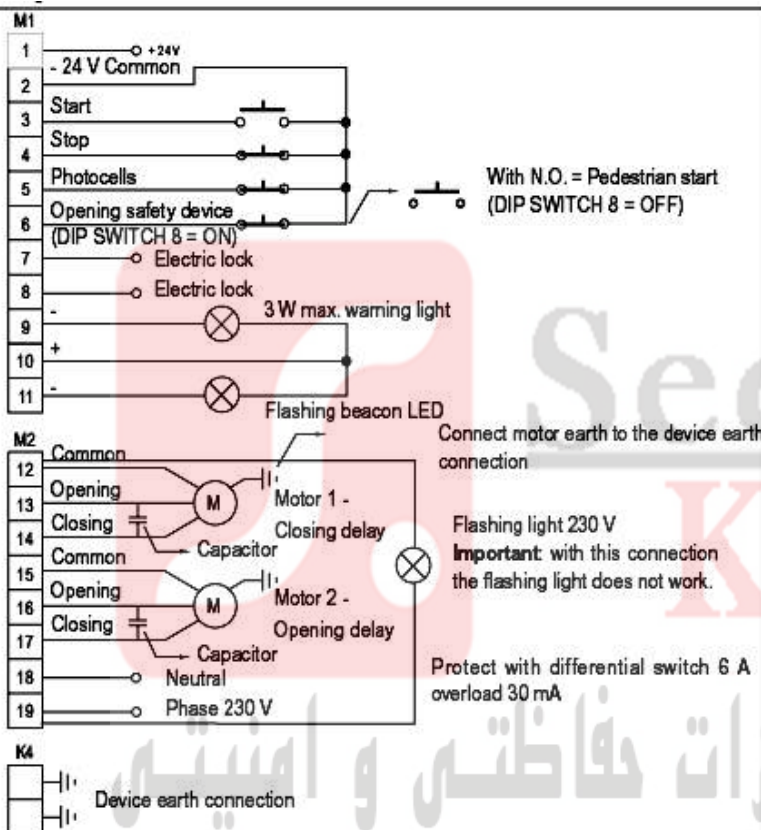 M1
1
+24V
- 24 V Common
2
Start
3
Stop
4
Photocells
5
With N.O. = Pedestrian start
(DIP SWITCH 8 = OFF)
Opening safety device
6
(DIP SWITCH 8 = ON)
7
Electric lock
8
Electric lock
-
3 W max. warning light
9
+
10
-
11
Flashing beacon LED
M2
Connect motor earth to the device earth
connection
Common
12
Opening
13
M
Motor 1 -
Closing delay
Closing
14
Capacitor
Flashing light 230 V
Important: with this connection
the flashing light does not work.
Common
15
Opening
16
M
Motor 2 -
Opening delay
Closing
17
Capacitor
18
Neutral
Protect with differential switch 6 A
overload 30 mA
19
Phase 230 V
K4
Device earth connection
Sec
K
حفاظتی و امنیتی